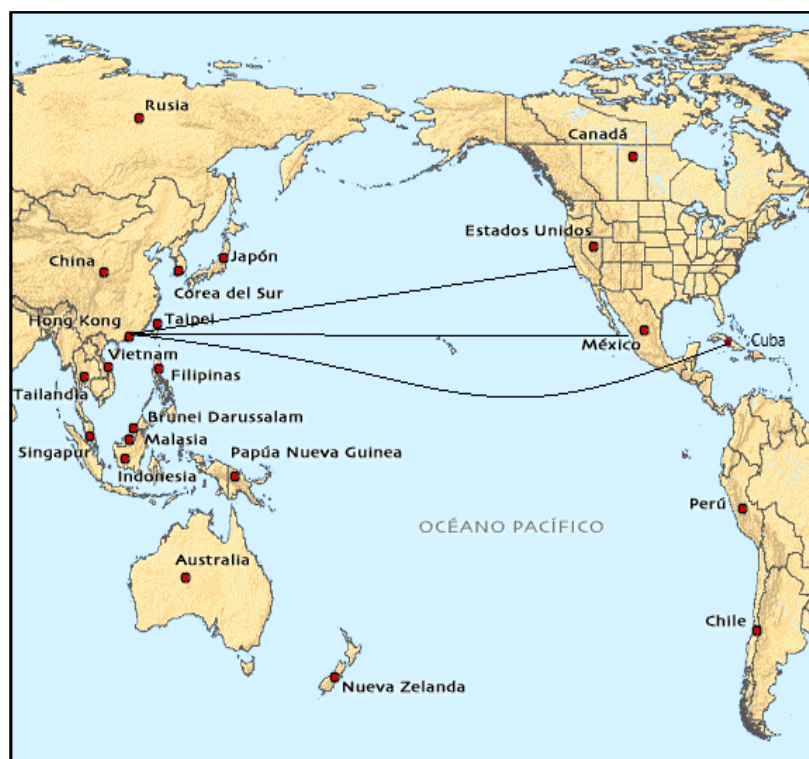 Rusia
Canadá
Estados Unidos
China
Japón
Corea del Sur
Hong Kong
Taipei
México
Cuba
Vietnam
Filipinas
Tailandia
Brunei Darussalam
Malasia
Singapur
Papúa Nueva Guinea
Indonesia
Perú
OCÉANO PACÍFICO
Australia
Chile
Nueva Zelanda